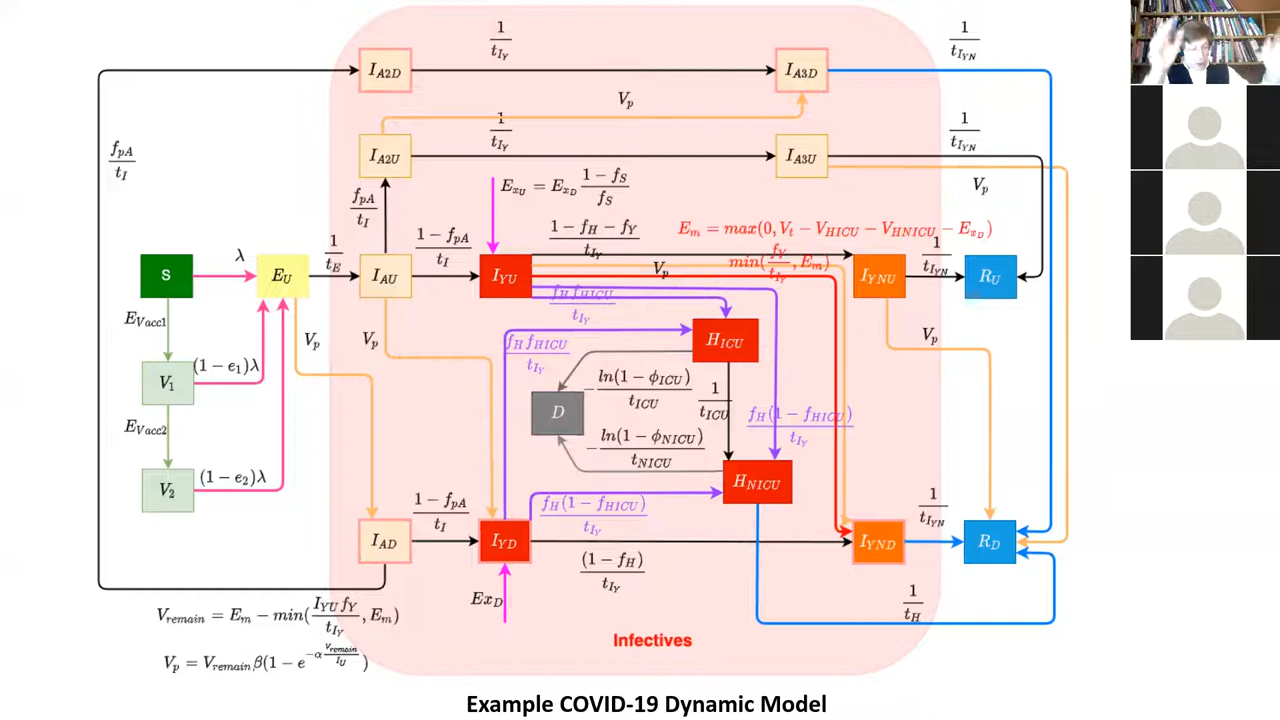 1/t_{I_Y}
1/t_{I_{YN}}
I_{A2D}
I_{A3D}
V_p
f_{pA}/t_I
1/t_{I_Y}
1/t_{I_{YN}}
I_{A2U}
I_{A3U}
V_p
f_{pA}/t_I
E_{x_U} = E_{x_D} (1 − f_S)/f_S
(1 − f_H − f_Y)/t_{I_Y}
E_m = max(0, V_t − V_{HICU} − V_{HNICU} − E_{x_D})
λ
1/t_E
(1 − f_{pA})/t_I
V_p
min(f_Y/t_{I_Y}, E_m)
1/t_{I_{YN}}
S
E_U
I_{AU}
I_{YU}
I_{YNU}
R_U
f_H f_{HICU}/t_{I_Y}
E_{Vacc1}
V_p
V_p
f_H f_{HICU}/t_{I_Y}
H_{ICU}
V_p
V_1
(1 − e_1)λ
−ln(1 − ϕ_{ICU})/t_{ICU}
1/t_{ICU}
D
f_H(1 − f_{HICU})/t_{I_Y}
E_{Vacc2}
−ln(1 − ϕ_{NICU})/t_{NICU}
V_2
(1 − e_2)λ
H_{NICU}
(1 − f_{pA})/t_I
f_H(1 − f_{HICU})/t_{I_Y}
1/t_{I_{YN}}
I_{AD}
I_{YD}
I_{YND}
R_D
(1 − f_H)/t_{I_Y}
Ex_D
1/t_H
V_{remain} = E_m − min(I_{YU} f_Y/t_{I_Y}, E_m)
Infectives
V_p = V_{remain} β(1 − e^{−α v_{remain}/I_U})
Example COVID-19 Dynamic Model